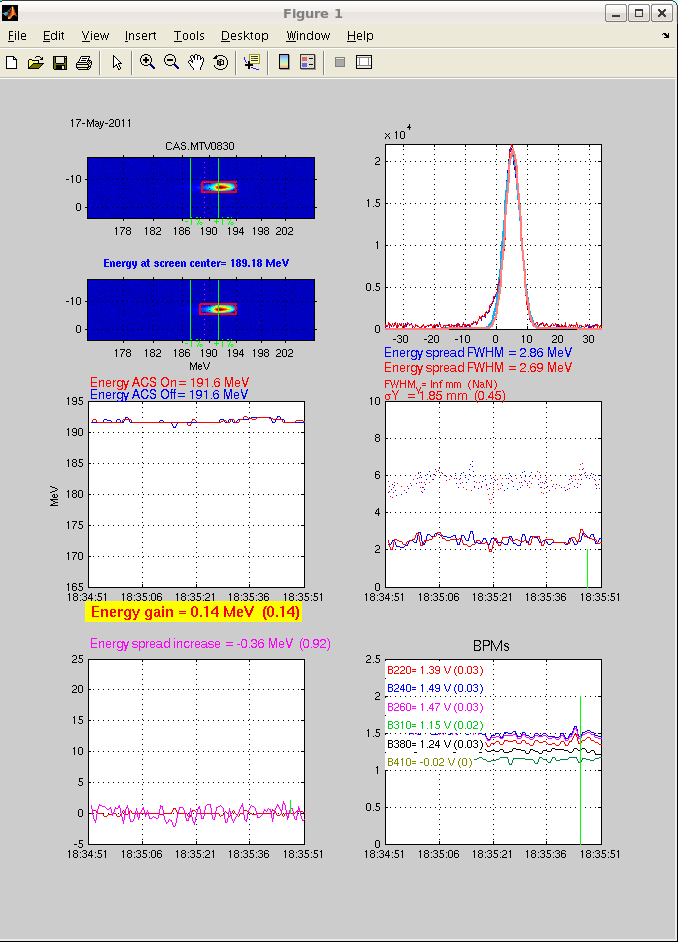 Figure 1
File Edit View Insert Tools Desktop Window Help
17-May-2011
CAS.MTV0830
-10
0
-1% +1%
178 182 186 190 194 198 202
Energy at screen center= 189.18 MeV
-10
0
-1% +1%
178 182 186 190 194 198 202
MeV
x 10^4
2
1.5
1
0.5
0
-30 -20 -10 0 10 20 30
Energy spread FWHM = 2.86 MeV
Energy spread FWHM = 2.69 MeV
FWHM_y = Inf mm (NaN)
σY = 1.85 mm (0.45)
Energy ACS On= 191.6 MeV
Energy ACS Off= 191.6 MeV
195
190
185
180
175
170
165
MeV
18:34:51 18:35:06 18:35:21 18:35:36 18:35:51
10
8
6
4
2
0
18:34:51 18:35:06 18:35:21 18:35:36 18:35:51
Energy gain = 0.14 MeV (0.14)
Energy spread increase = -0.36 MeV (0.92)
25
20
15
10
5
0
-5
18:34:51 18:35:06 18:35:21 18:35:36 18:35:51
BPMs
2.5
2
1.5
1
0.5
0
B220= 1.39 V (0.03)
B240= 1.49 V (0.03)
B260= 1.47 V (0.03)
B310= 1.15 V (0.02)
B380= 1.24 V (0.03)
B410= -0.02 V (0)
18:34:51 18:35:06 18:35:21 18:35:36 18:35:51